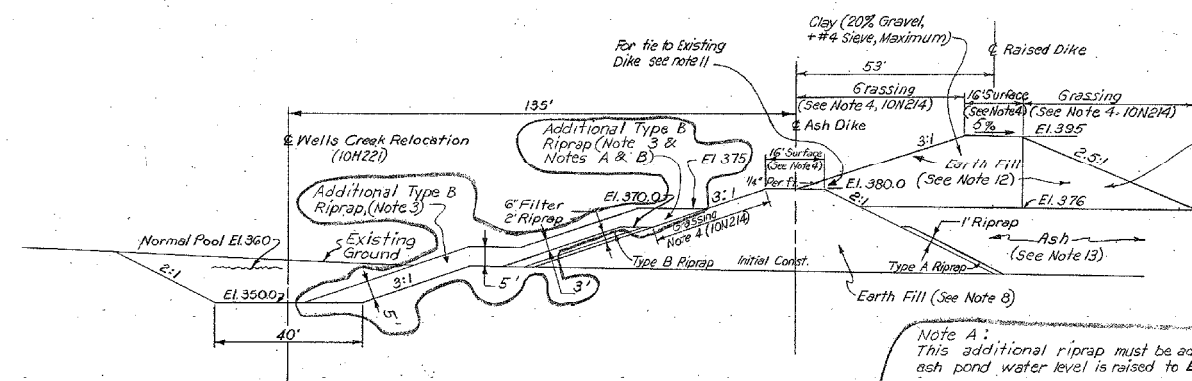 Clay (20% Gravel,
+#4 Sieve, Maximum)
℄ Raised Dike
For tie to Existing
Dike see note 11
53'
Grassing
(See Note 4, 10N214)
16' Surface
(See Note 4)
Grassing
(See Note 4, 10N214)
135'
℄ Ash Dike
5%
El. 395
℄ Wells Creek Relocation
(10H221)
Additional Type B
Riprap (Note 3 &
Notes A & B)
El 375
16' Surface
(See Note 4)
1/4" Per ft.
3:1
Earth Fill
(See Note 12)
2.5:1
Additional Type B
Riprap, (Note 3)
El. 370.0
3:1
El. 380.0
El. 376
6" Filter
2' Riprap
2:1
Grassing
Note 4 (10N214)
1' Riprap
Normal Pool El. 360
Existing
Ground
Type B Riprap
Initial Const.
Ash
(See Note 13)
Type A Riprap
2:1
3:1
5'
3'
El. 350.0
5'
Earth Fill (See Note 8)
40'
Note A:
This additional riprap must be
ash pond water level is raised to